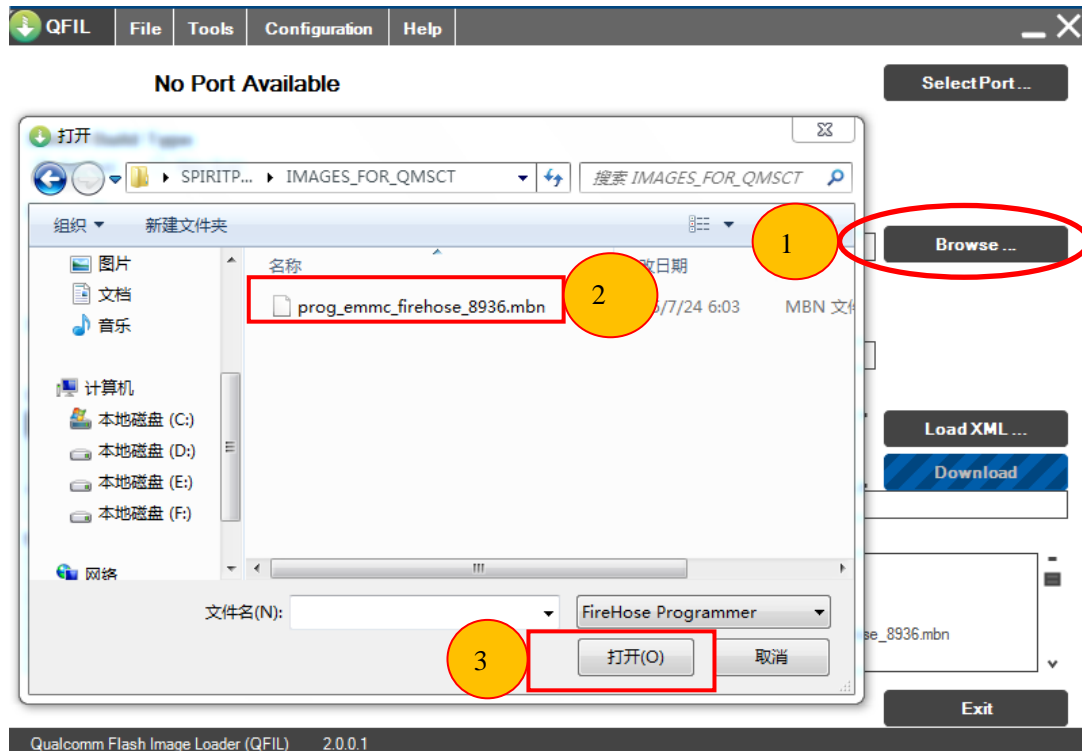 QFIL File Tools Configuration Help
No Port Available
Select Port ...
打开
SPIRITP... IMAGES_FOR_QMSCT 搜索 IMAGES_FOR_QMSCT
组织 新建文件夹
1
Browse ...
图片
名称 改日期
文档
prog_emmc_firehose_8936.mbn
2
/7/24 6:03 MBN 文件
音乐
计算机
本地磁盘 (C:)
Load XML ...
本地磁盘 (D:)
Download
本地磁盘 (E:)
本地磁盘 (F:)
网络
文件名(N): FireHose Programmer
se_8936.mbn
3
打开(O) 取消
Exit
Qualcomm Flash Image Loader (QFIL) 2.0.0.1